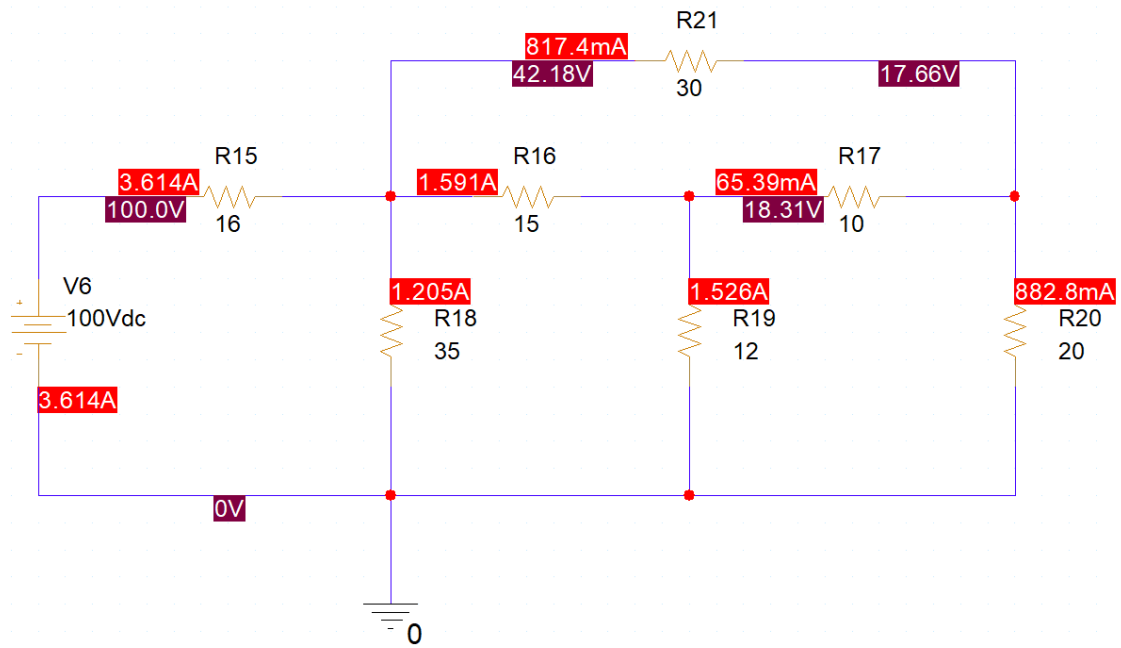 R21
817.4mA
42.18V
17.66V
30
R15
R16
R17
3.614A
1.591A
65.39mA
100.0V
18.31V
16
15
10
V6
+
100Vdc
-
1.205A
1.526A
882.8mA
R18
R19
R20
35
12
20
3.614A
0V
0